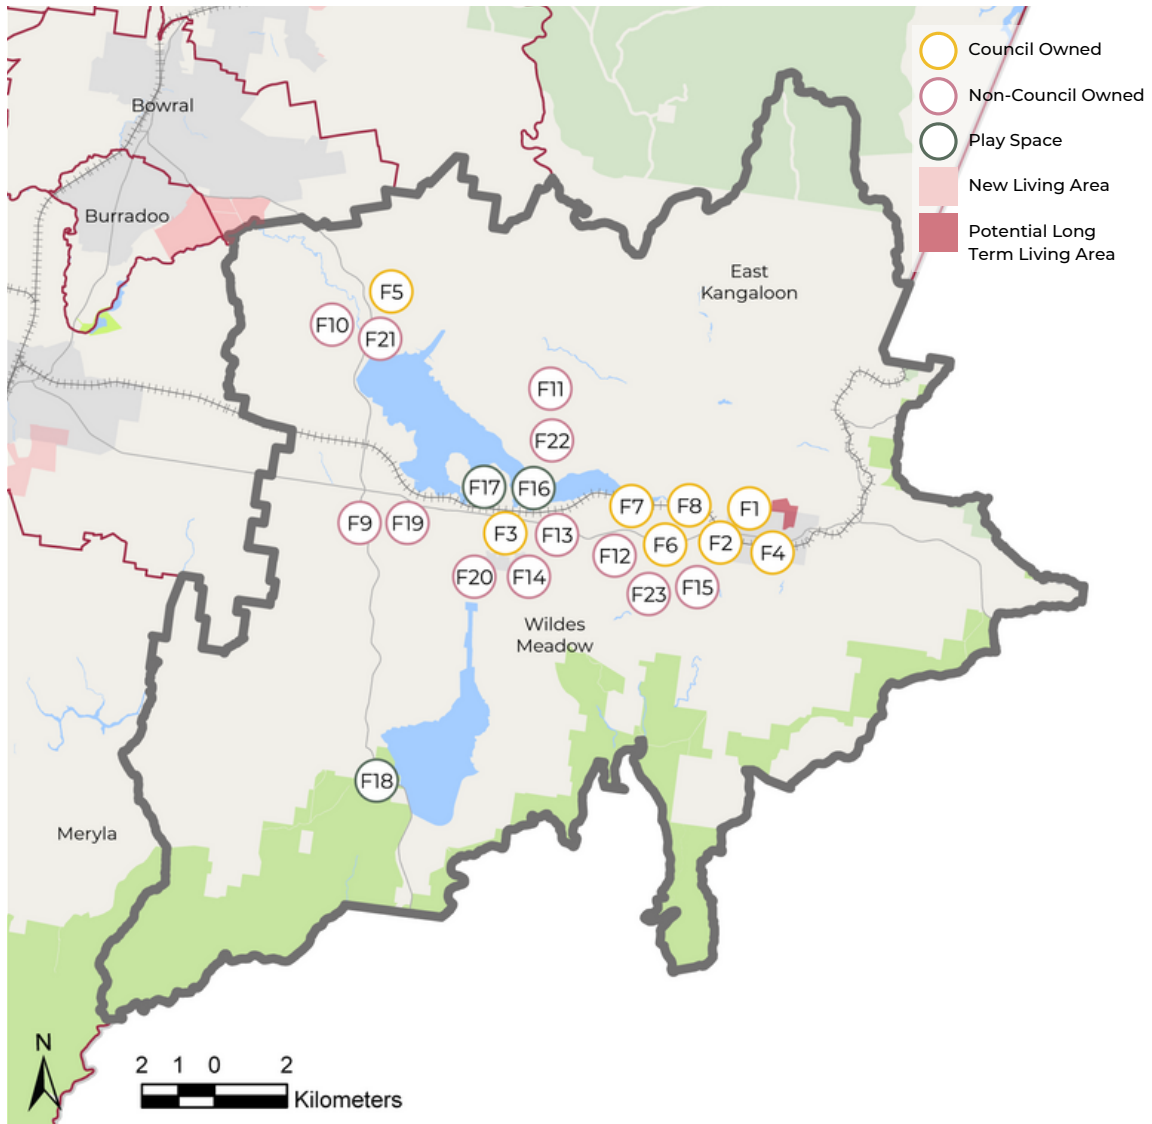 Council Owned
Non-Council Owned
Play Space
New Living Area
Potential Long
Term Living Area
Bowral
Burradoo
East
Kangaloon
F5
F10
F21
F11
F22
F17
F16
F7
F8
F1
F9
F19
F3
F13
F12
F6
F2
F4
F20
F14
F23
F15
Wildes
Meadow
F18
Meryla
N
2 1 0 2
Kilometers